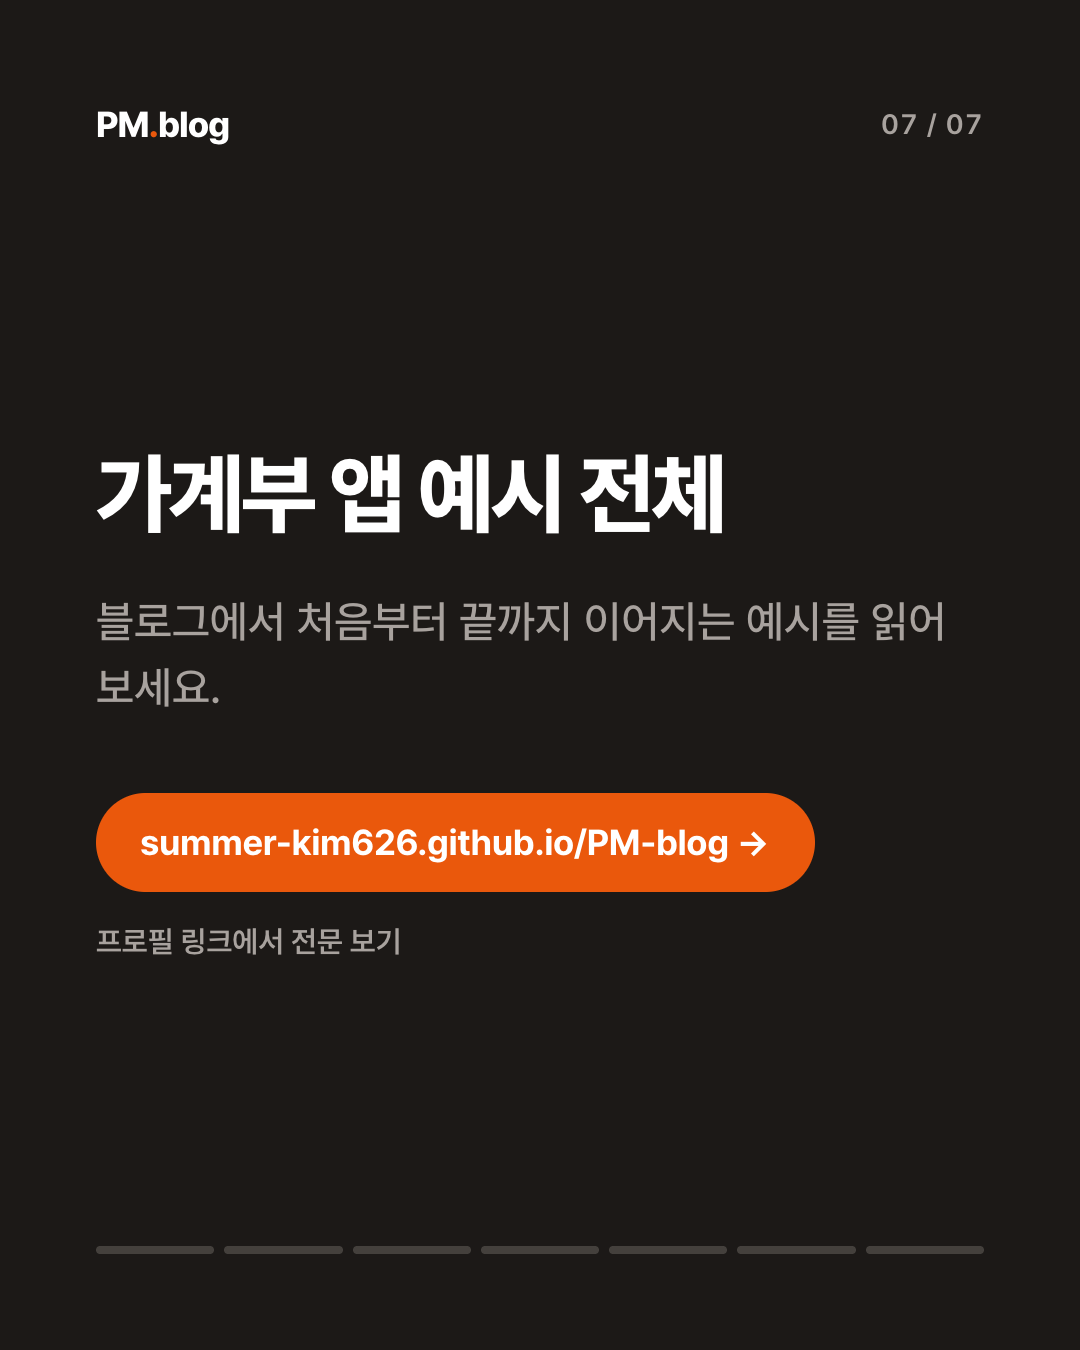 PM.blog
07 / 07
가계부 앱 예시 전체
블로그에서 처음부터 끝까지 이어지는 예시를 읽어
보세요.
summer-kim626.github.io/PM-blog →
프로필 링크에서 전문 보기